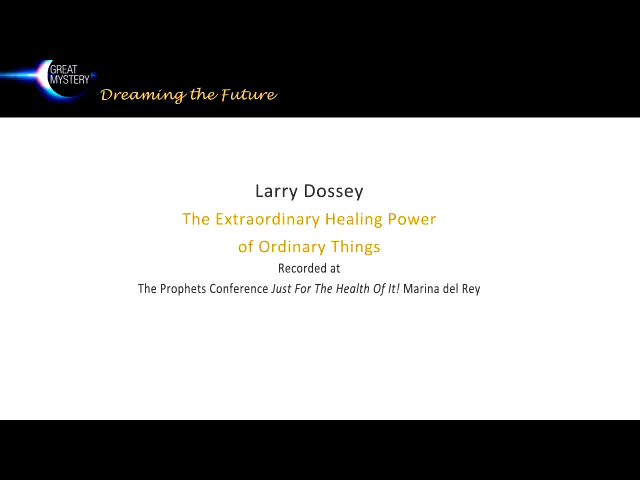 GREAT
MYSTERY
Dreaming the Future
Larry Dossey
The Extraordinary Healing Power
of Ordinary Things
Recorded at
The Prophets Conference Just For The Health Of It! Marina del Rey